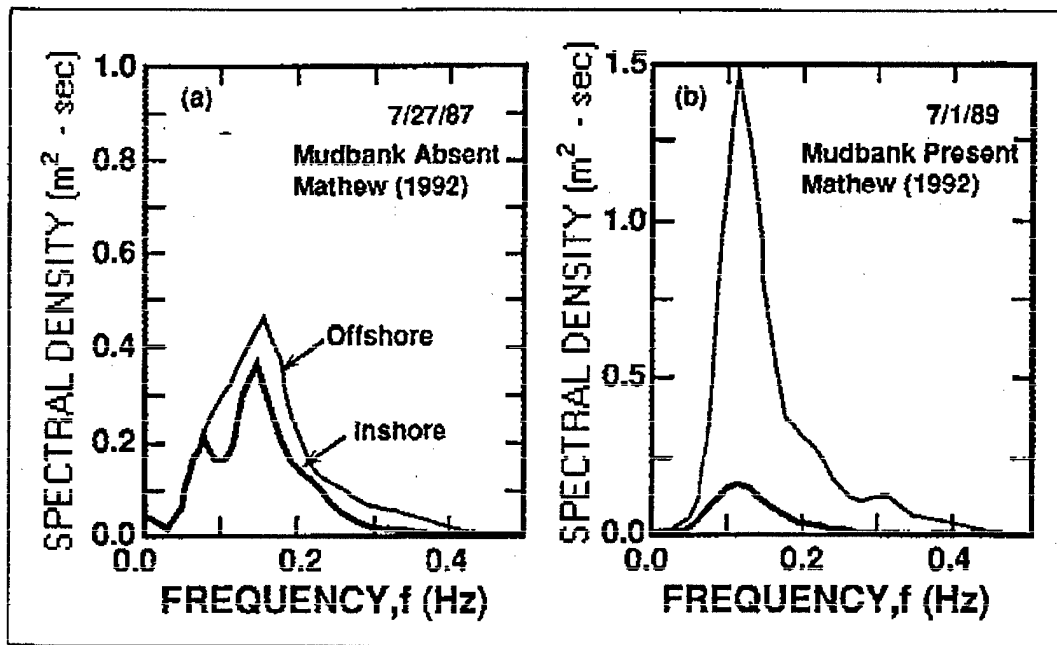 (a)
7/27/87
Mudbank Absent
Mathew (1992)
Offshore
Inshore
SPECTRAL DENSITY (m² - sec)
1.0
0.8
0.6
0.4
0.2
0.0
0.0 0.2 0.4
FREQUENCY,f (Hz)
(b)
7/1/89
Mudbank Present
Mathew (1992)
SPECTRAL DENSITY (m² - sec)
1.5
1.0
0.5
0.0
0.0 0.2 0.4
FREQUENCY,f (Hz)